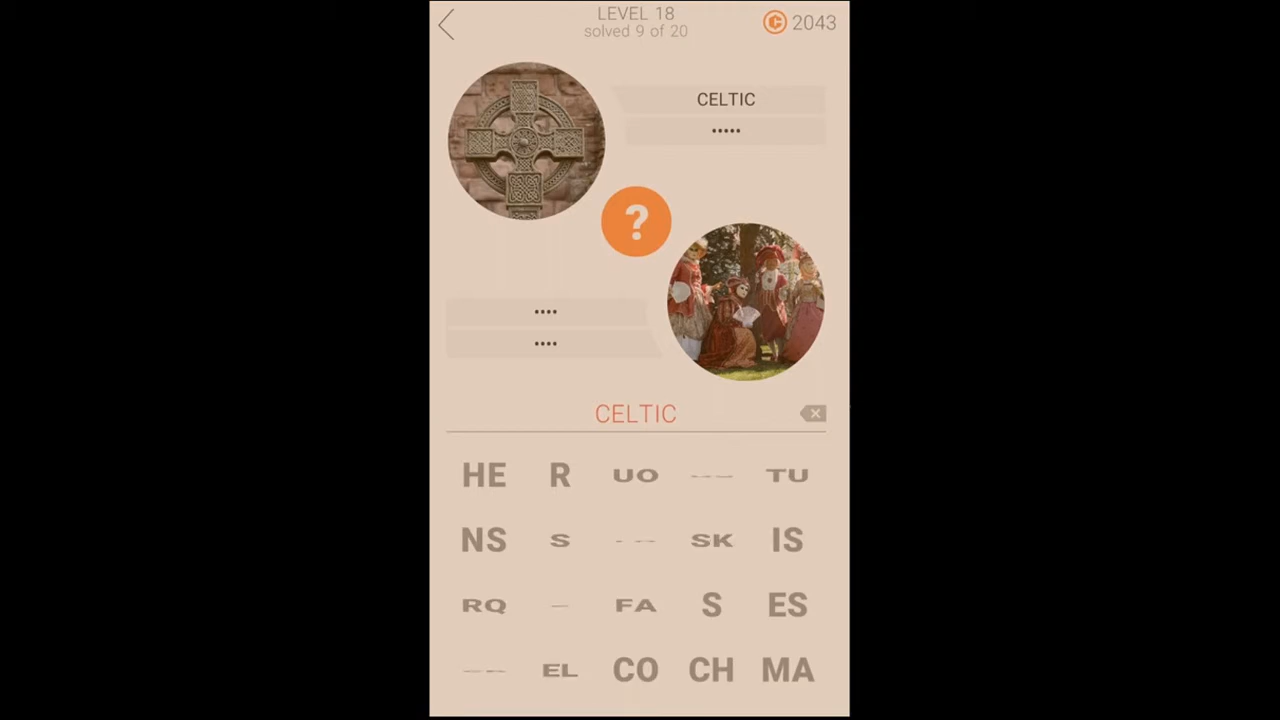 LEVEL 18
solved 9 of 20
2043
CELTIC
•••••
?
••••
••••
CELTIC
HE R UO TU
NS S SK IS
RQ FA S ES
EL CO CH MA